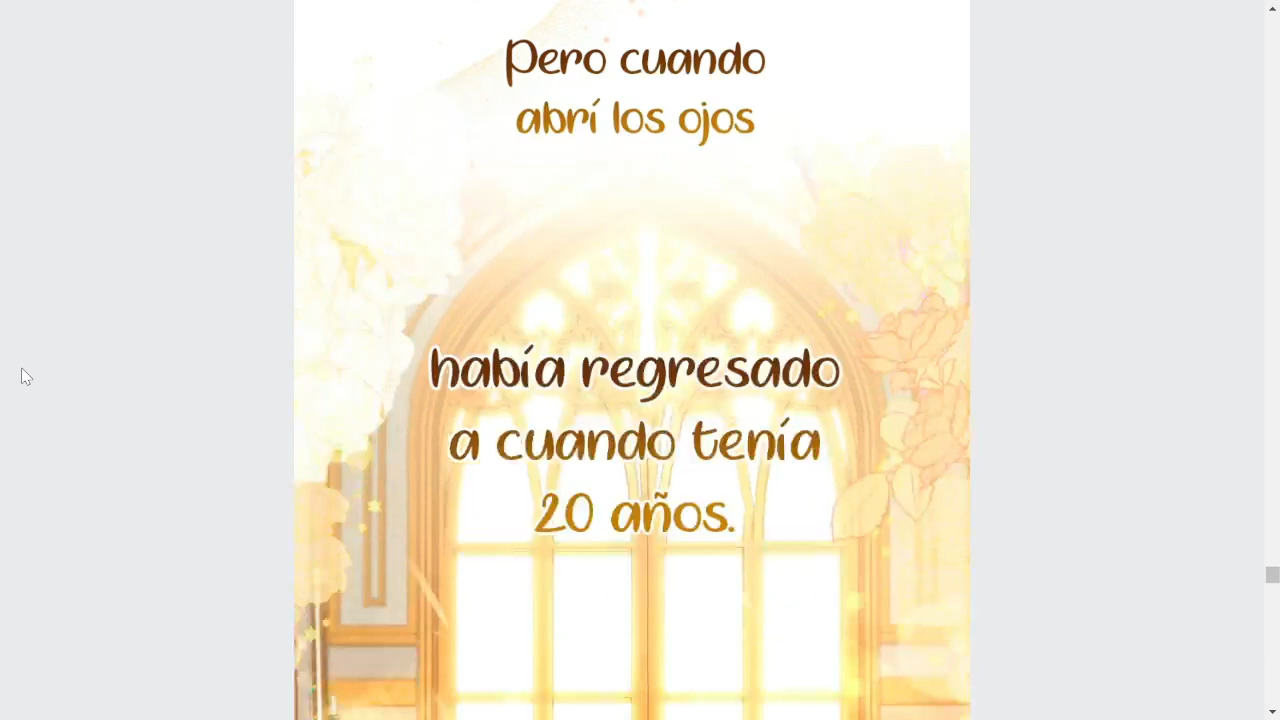 Pero cuando
abrí los ojos
había regresado
a cuando tenía
20 años.